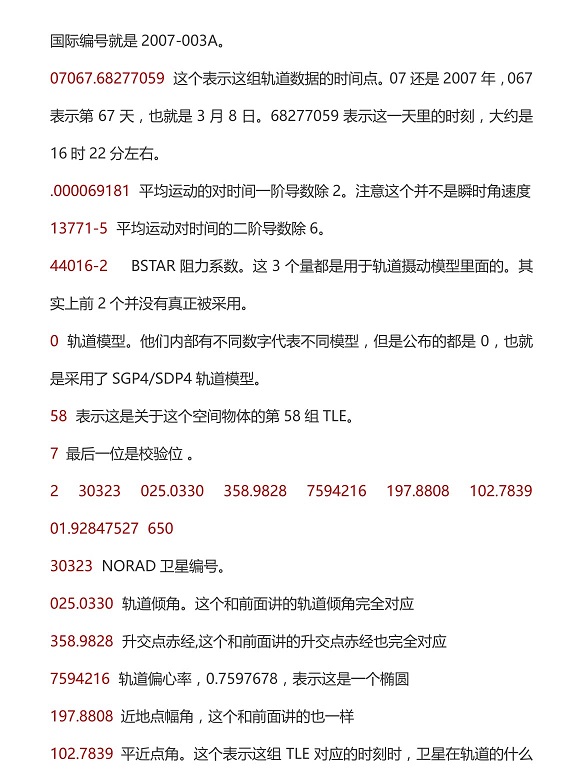 国际编号就是 2007-003A。
07067.68277059 这个表示这组轨道数据的时间点。07 还是 2007 年，067
表示第 67 天，也就是 3 月 8 日。68277059 表示这一天里的时刻，大约是
16 时 22 分左右。
.000069181 平均运动的对时间一阶导数除 2。注意这个并不是瞬时角速度
13771-5 平均运动对时间的二阶导数除 6。
44016-2 BSTAR 阻力系数。这 3 个量都是用于轨道摄动模型里面的。其
实上前 2 个并没有真正被采用。
0 轨道模型。他们内部有不同数字代表不同模型，但是公布的都是 0，也就
是采用了 SGP4/SDP4 轨道模型。
58 表示这是关于这个空间物体的第 58 组 TLE。
7 最后一位是校验位 。
2 30323 025.0330 358.9828 7594216 197.8808 102.7839
01.92847527 650
30323 NORAD 卫星编号。
025.0330 轨道倾角。这个和前面讲的轨道倾角完全对应
358.9828 升交点赤经,这个和前面讲的升交点赤经也完全对应
7594216 轨道偏心率，0.7597678，表示这是一个椭圆
197.8808 近地点幅角，这个和前面讲的也一样
102.7839 平近点角。这个表示这组 TLE 对应的时刻时，卫星在轨道的什么